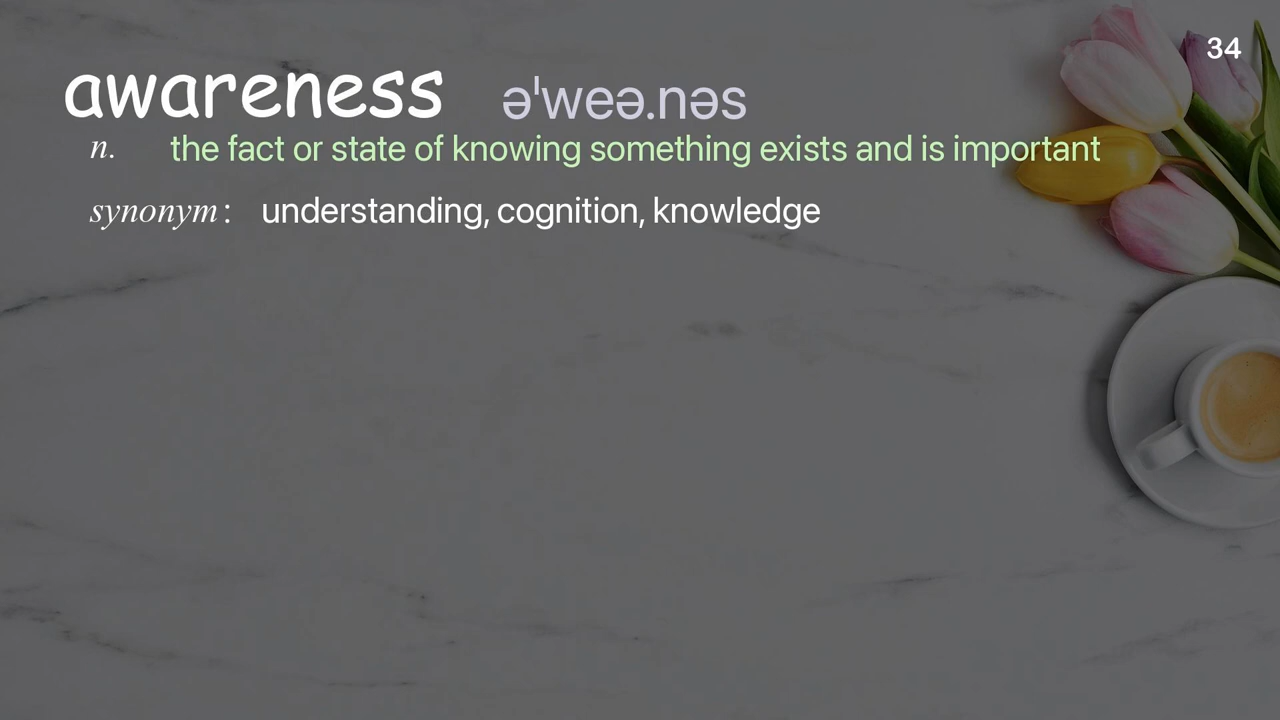 34
awareness əˈweə.nəs
n. the fact or state of knowing something exists and is important
synonym: understanding, cognition, knowledge